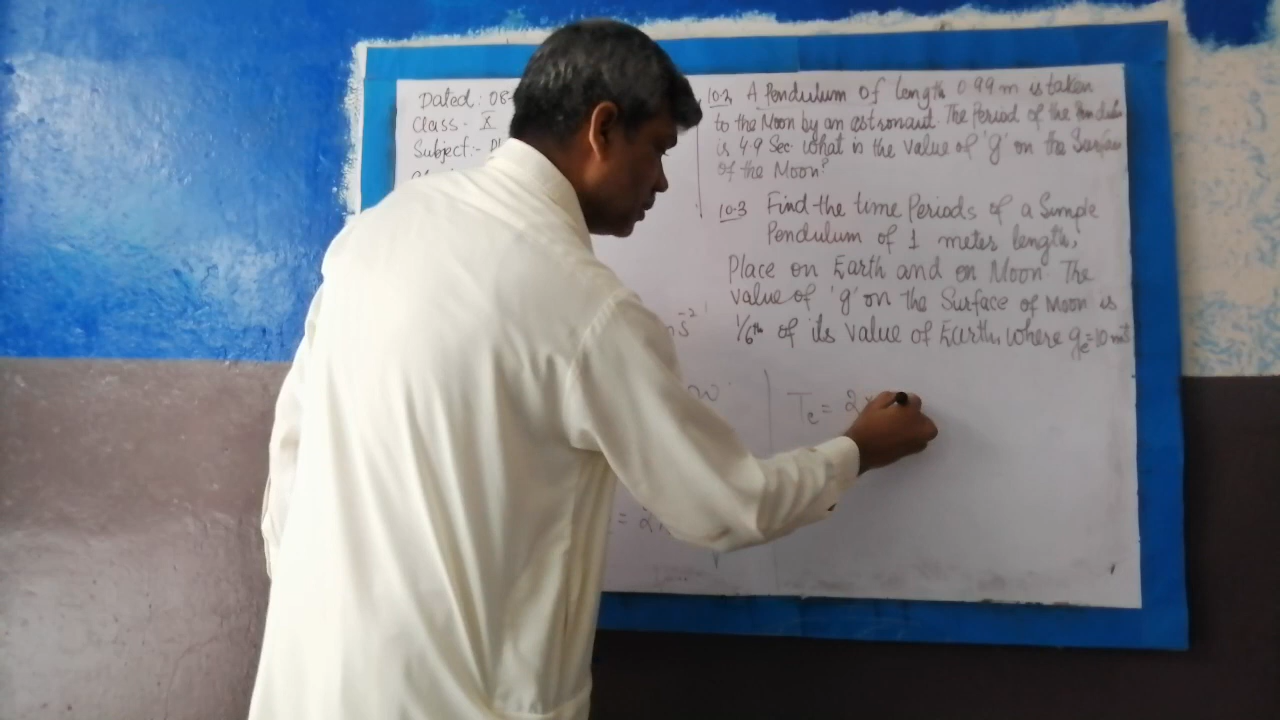 Dated: 08-
Class - X
Subject:- P
10.2 A Pendulum of length 0.99 m is taken
to the Moon by an astronaut. The Period of the Pendulum
is 4.9 Sec what is the value of 'g' on the Surface
of the Moon?
10.3 Find the time Periods of a Simple
Pendulum of 1 meter length,
Place on Earth and on Moon. The
value of 'g' on the Surface of Moon is
1/6th of its value of Earth, where ge=10 ms
s⁻²
Te = 2
= 2